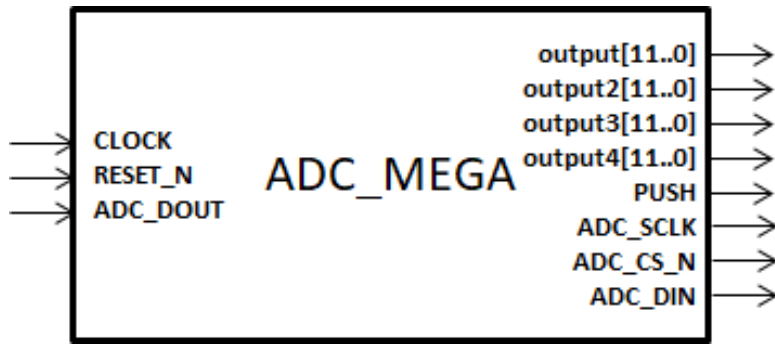 CLOCK
RESET_N
ADC_DOUT
ADC_MEGA
output[11..0]
output2[11..0]
output3[11..0]
output4[11..0]
PUSH
ADC_SCLK
ADC_CS_N
ADC_DIN